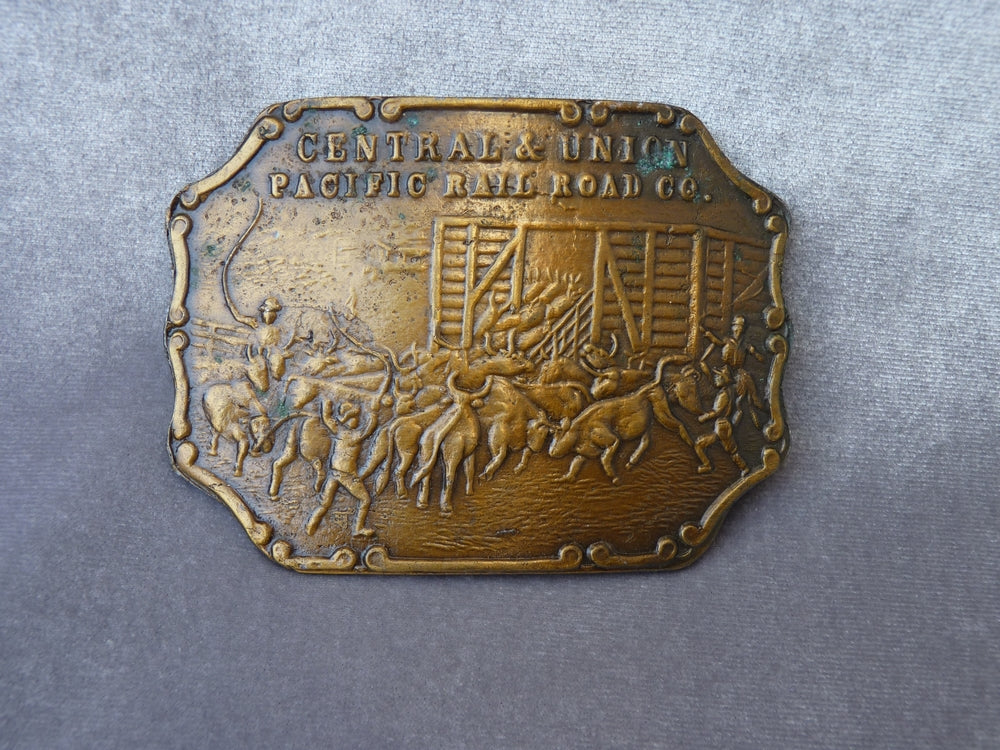 CENTRAL & UNION
PACIFIC RAIL ROAD CO.